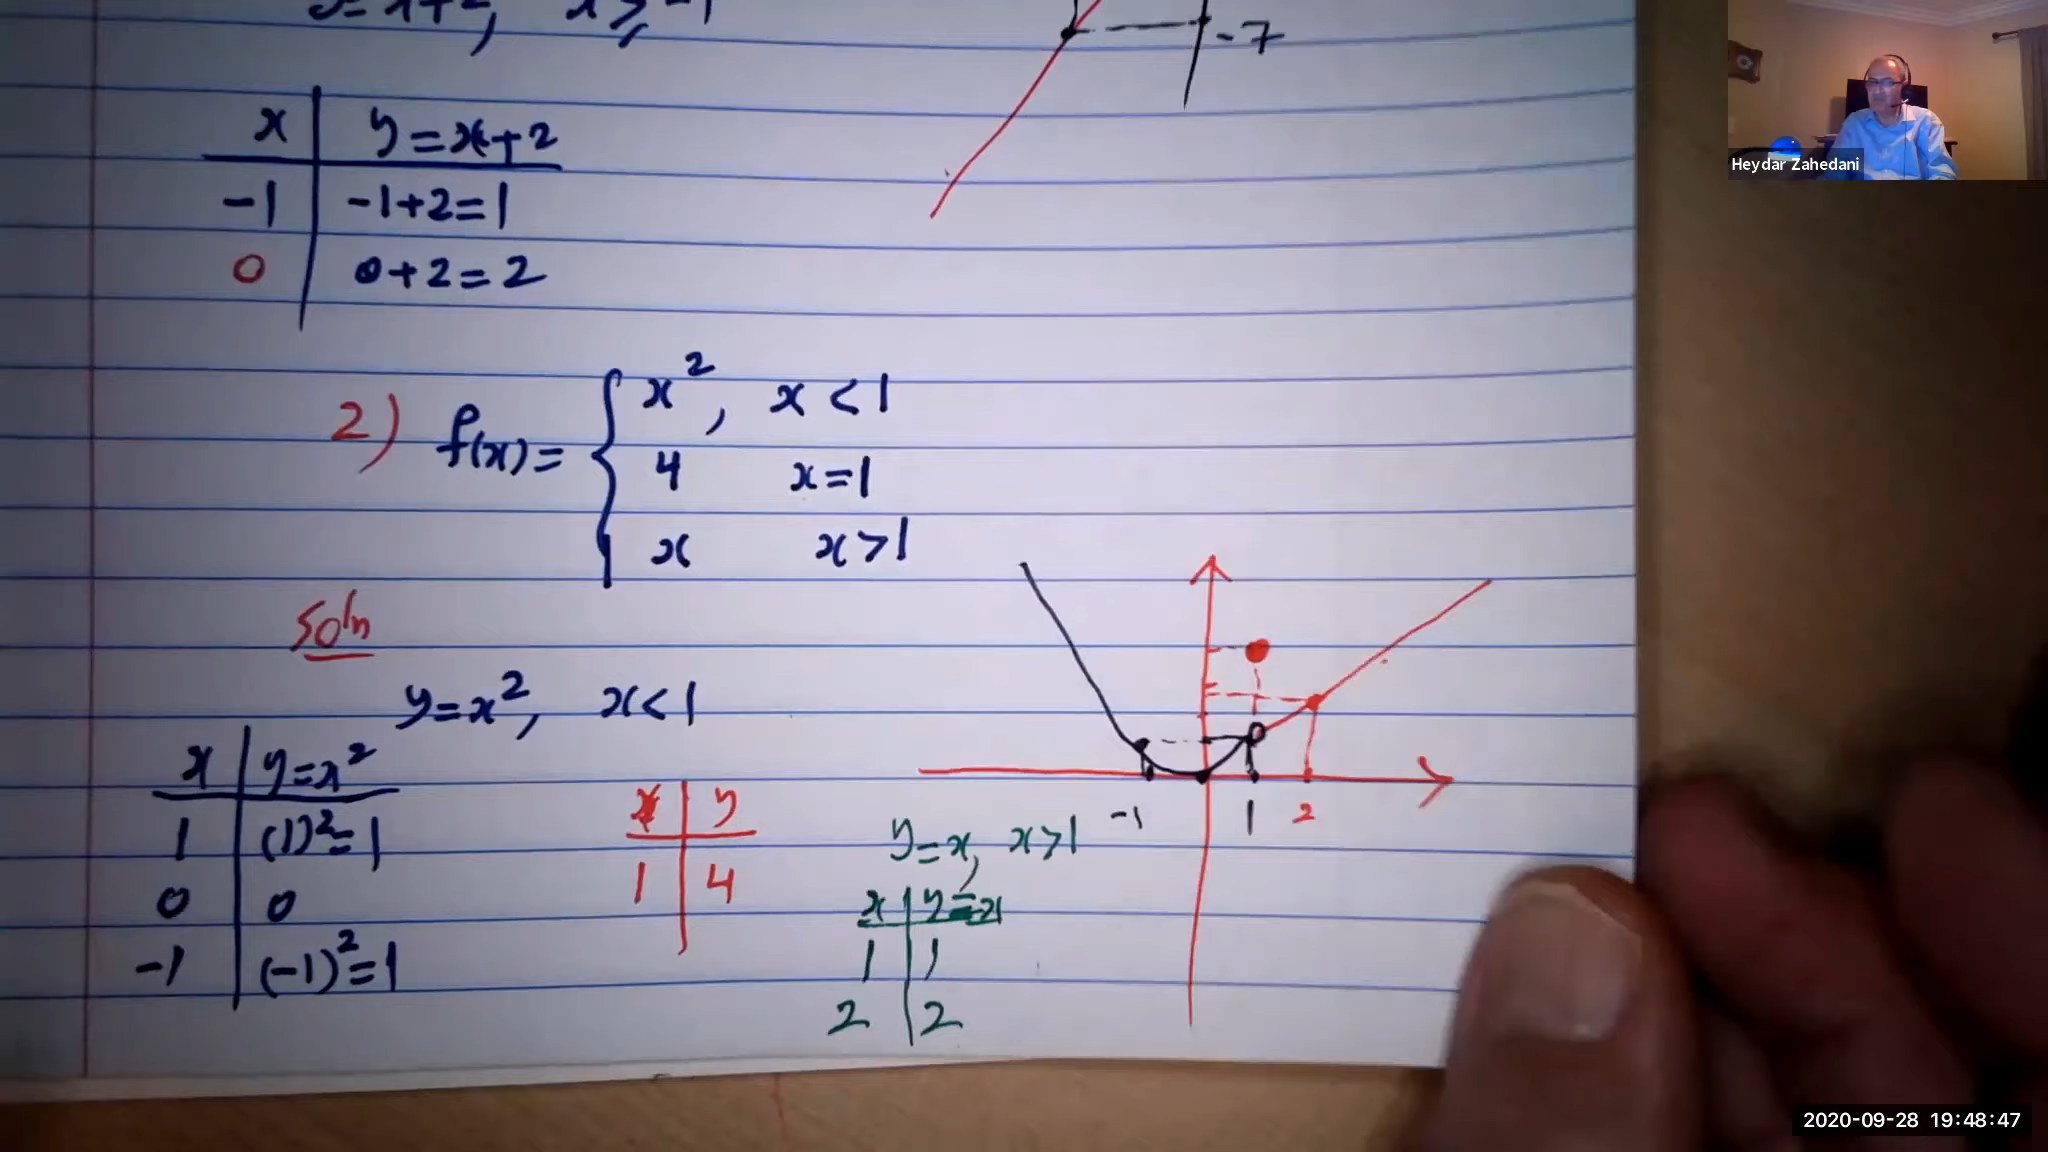 y = x+2, x ≥ -1
-7
Heydar Zahedani
x | y = x+2
-1 | -1+2=1
0 | 0+2=2
2) f(x) = { x², x < 1
4 x=1
x x>1
Soln
y=x², x<1
x | y=x²
1 | (1)²=1
0 | 0
-1 | (-1)²=1
x | y
1 | 4
-1 1 2
y=x, x>1
x | y=x
1 | 1
2 | 2
2020-09-28 19:48:47